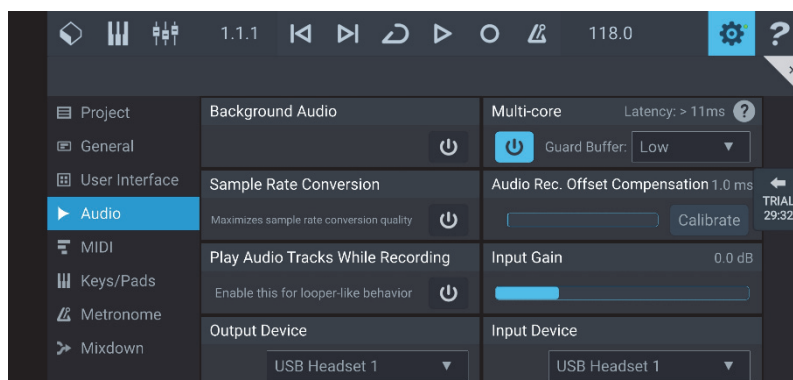 1.1.1
118.0
?
Project
General
User Interface
Audio
MIDI
Keys/Pads
Metronome
Mixdown
Background Audio
Sample Rate Conversion
Maximizes sample rate conversion quality
Play Audio Tracks While Recording
Enable this for looper-like behavior
Output Device
USB Headset 1
Multi-core Latency: > 11ms ?
Guard Buffer: Low
Audio Rec. Offset Compensation 1.0 ms
Calibrate
Input Gain 0.0 dB
Input Device
USB Headset 1
TRIAL
29:32